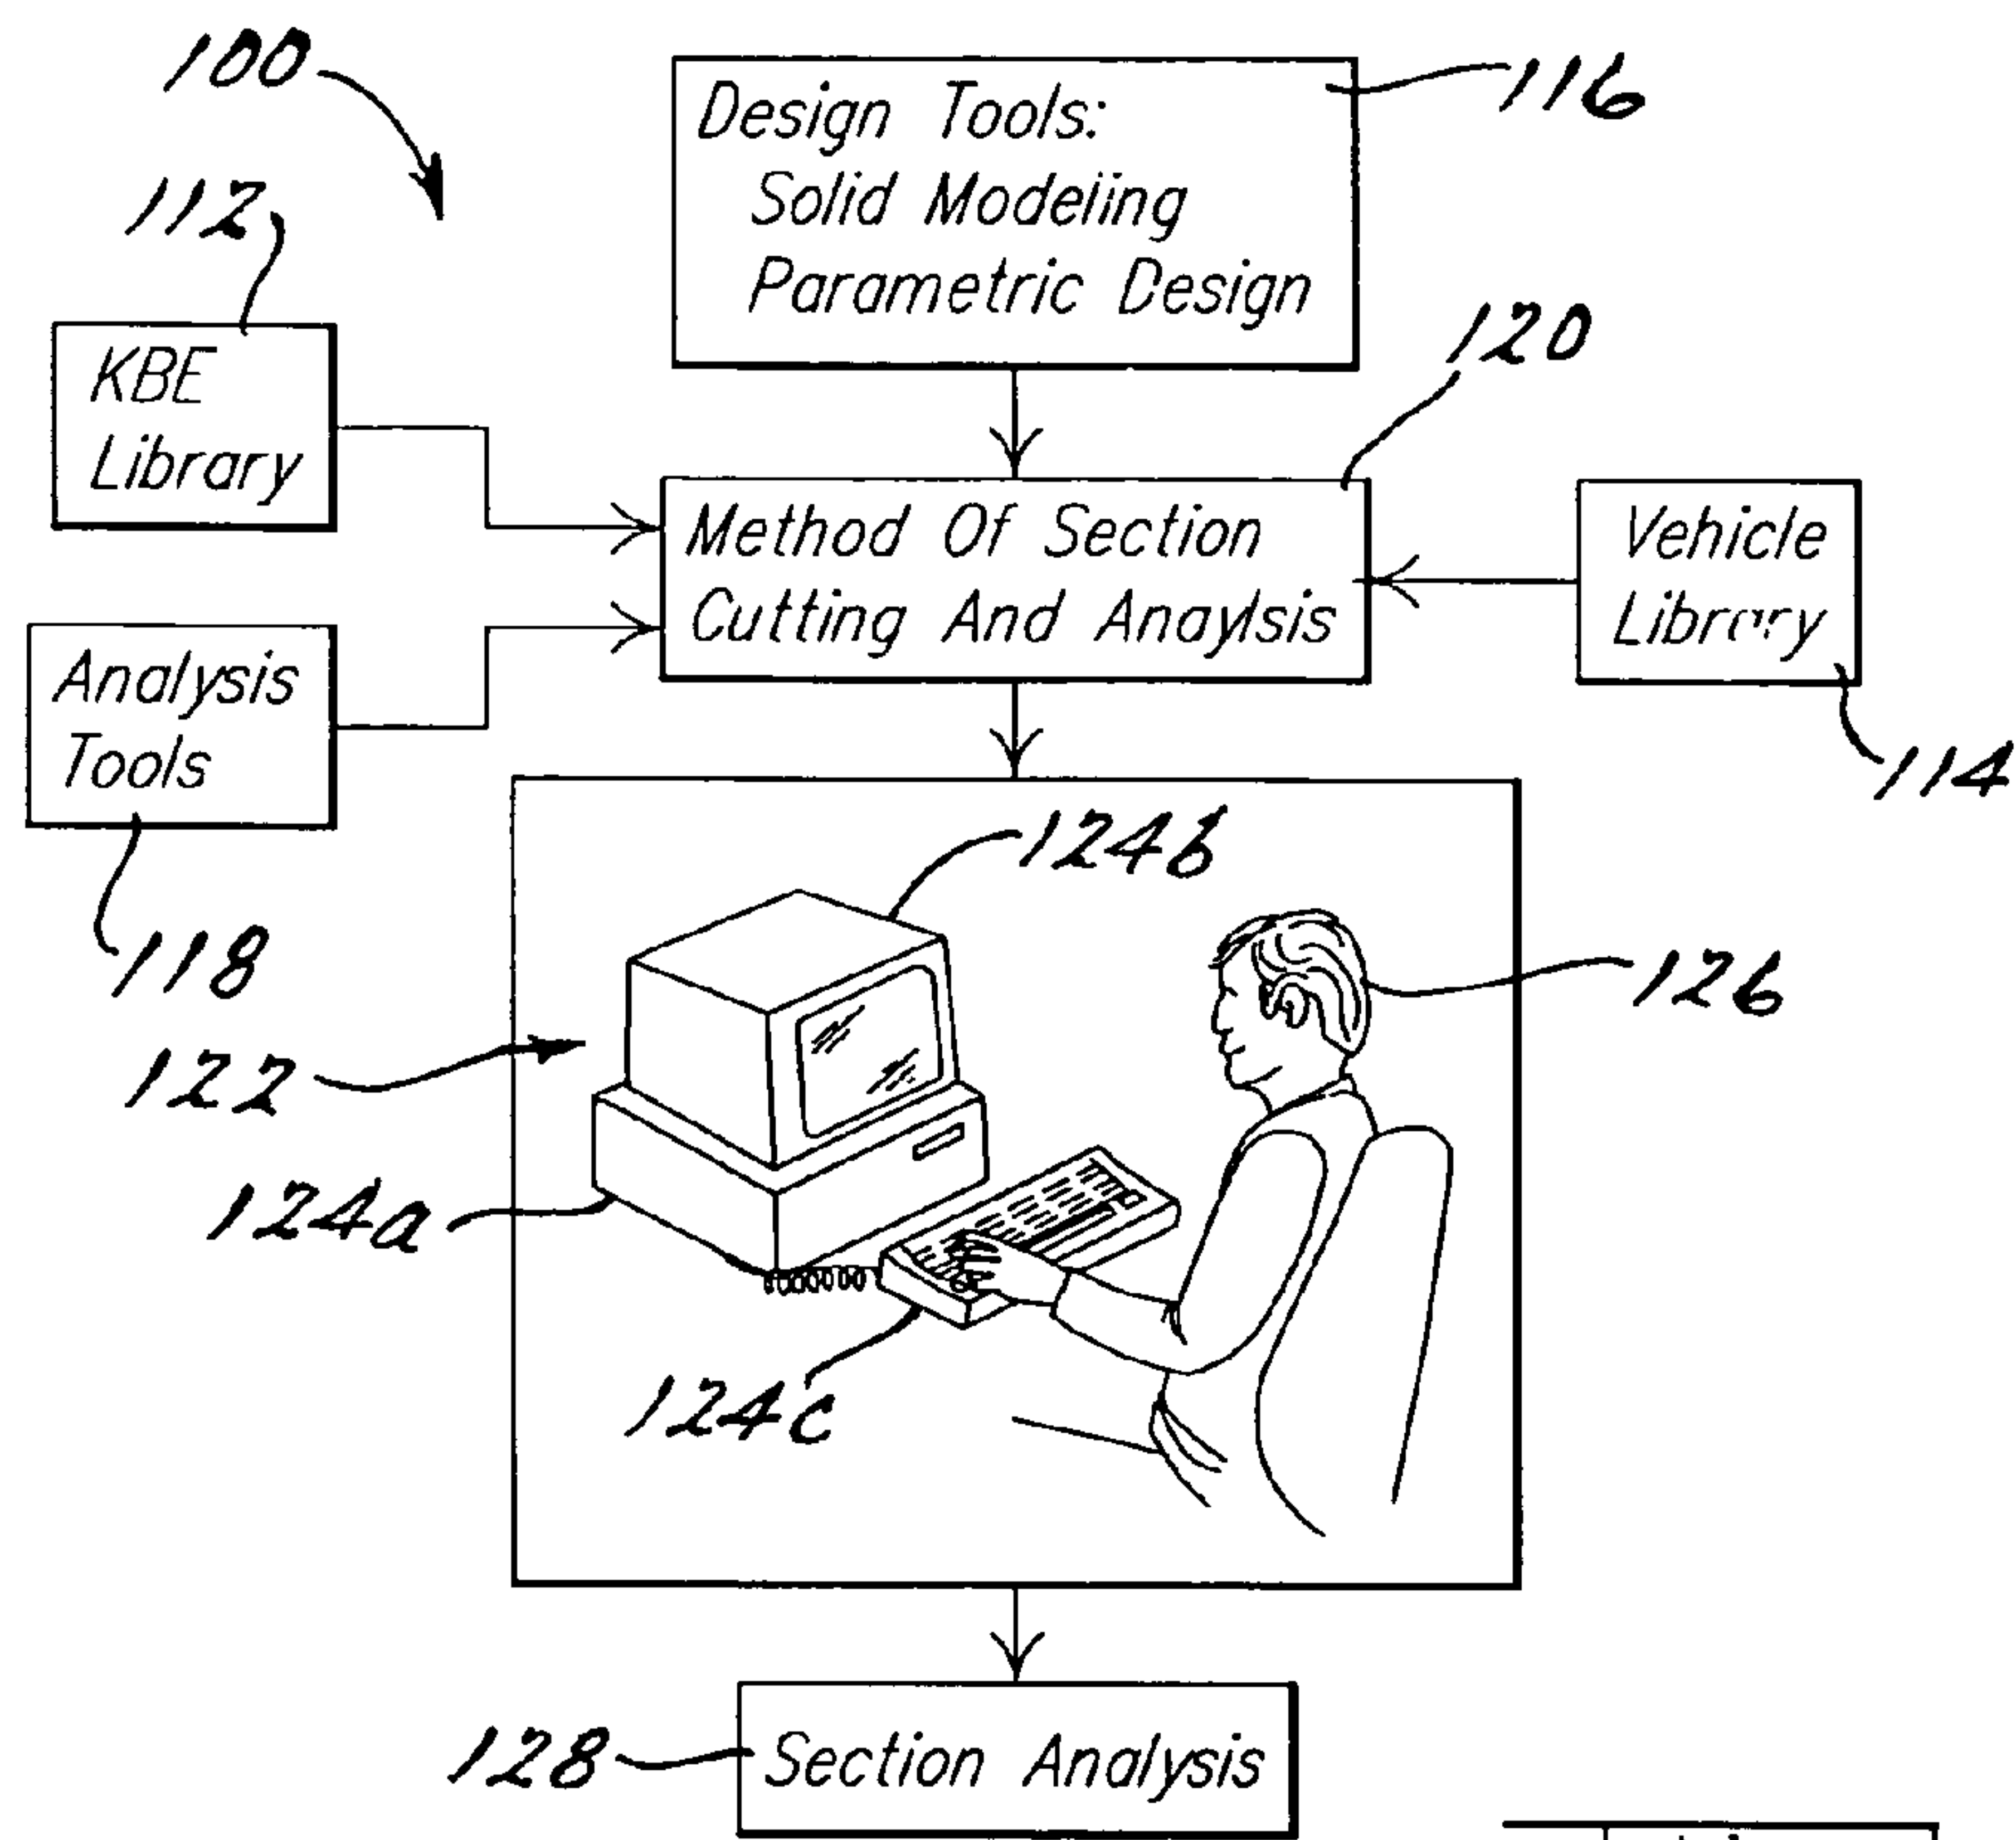 100
116
Design Tools:
Solid Modeling
Parametric Design
112
120
KBE
Library
Method Of Section
Cutting And Anaylsis
Vehicle
Library
Analysis
Tools
114
118
124b
126
122
124a
124c
128
Section Analysis